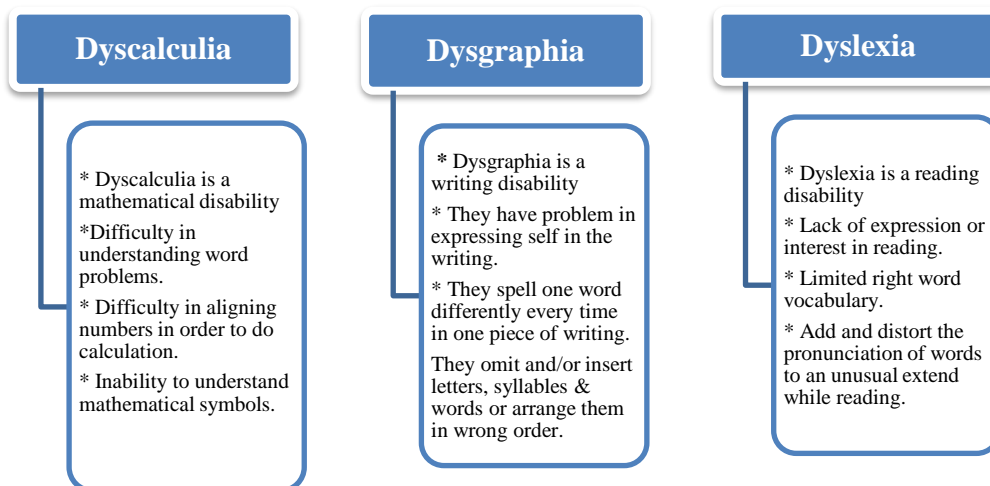 Dyscalculia
* Dyscalculia is a
mathematical disability
*Difficulty in
understanding word
problems.
* Difficulty in aligning
numbers in order to do
calculation.
* Inability to understand
mathematical symbols.
Dysgraphia
* Dysgraphia is a
writing disability
* They have problem in
expressing self in the
writing.
* They spell one word
differently every time
in one piece of writing.
They omit and/or insert
letters, syllables &
words or arrange them
in wrong order.
Dyslexia
* Dyslexia is a reading
disability
* Lack of expression or
interest in reading.
* Limited right word
vocabulary.
* Add and distort the
pronunciation of words
to an unusual extend
while reading.